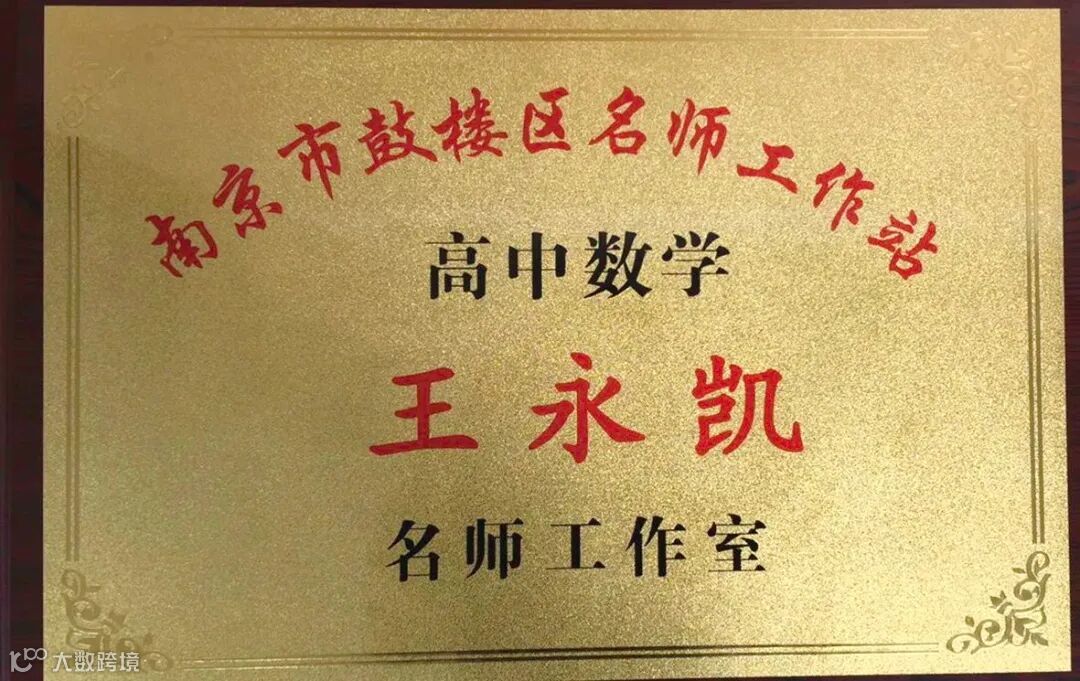 南京市鼓楼区名师工作站
高中数学
王永凯
名师工作室
大数跨境